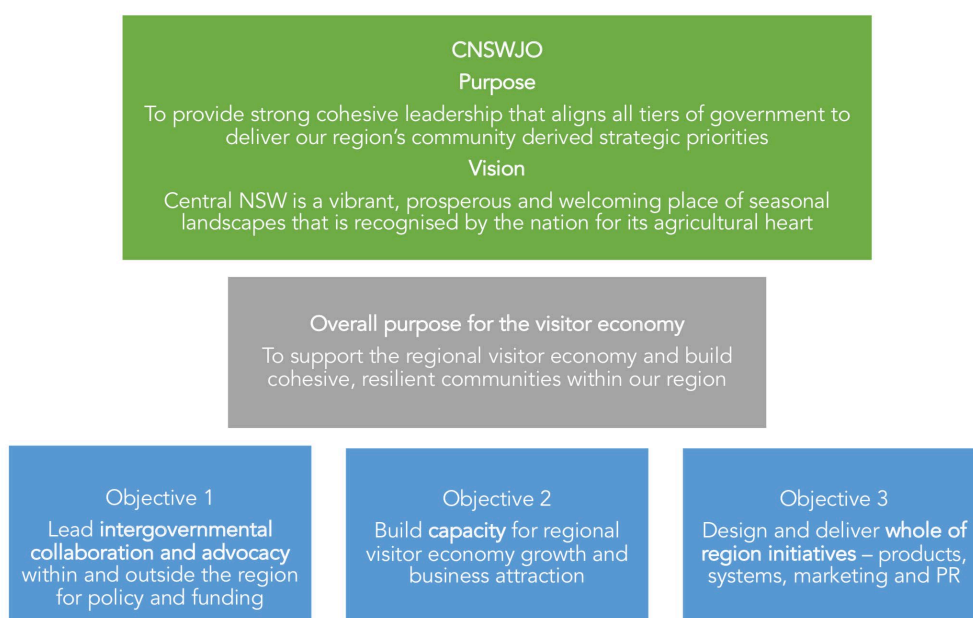 CNSWJO
Purpose
To provide strong cohesive leadership that aligns all tiers of government to
deliver our region's community derived strategic priorities
Vision
Central NSW is a vibrant, prosperous and welcoming place of seasonal
landscapes that is recognised by the nation for its agricultural heart
Overall purpose for the visitor economy
To support the regional visitor economy and build
cohesive, resilient communities within our region
Objective 1
Lead intergovernmental
collaboration and advocacy
within and outside the region
for policy and funding
Objective 2
Build capacity for regional
visitor economy growth and
business attraction
Objective 3
Design and deliver whole of
region initiatives – products,
systems, marketing and PR